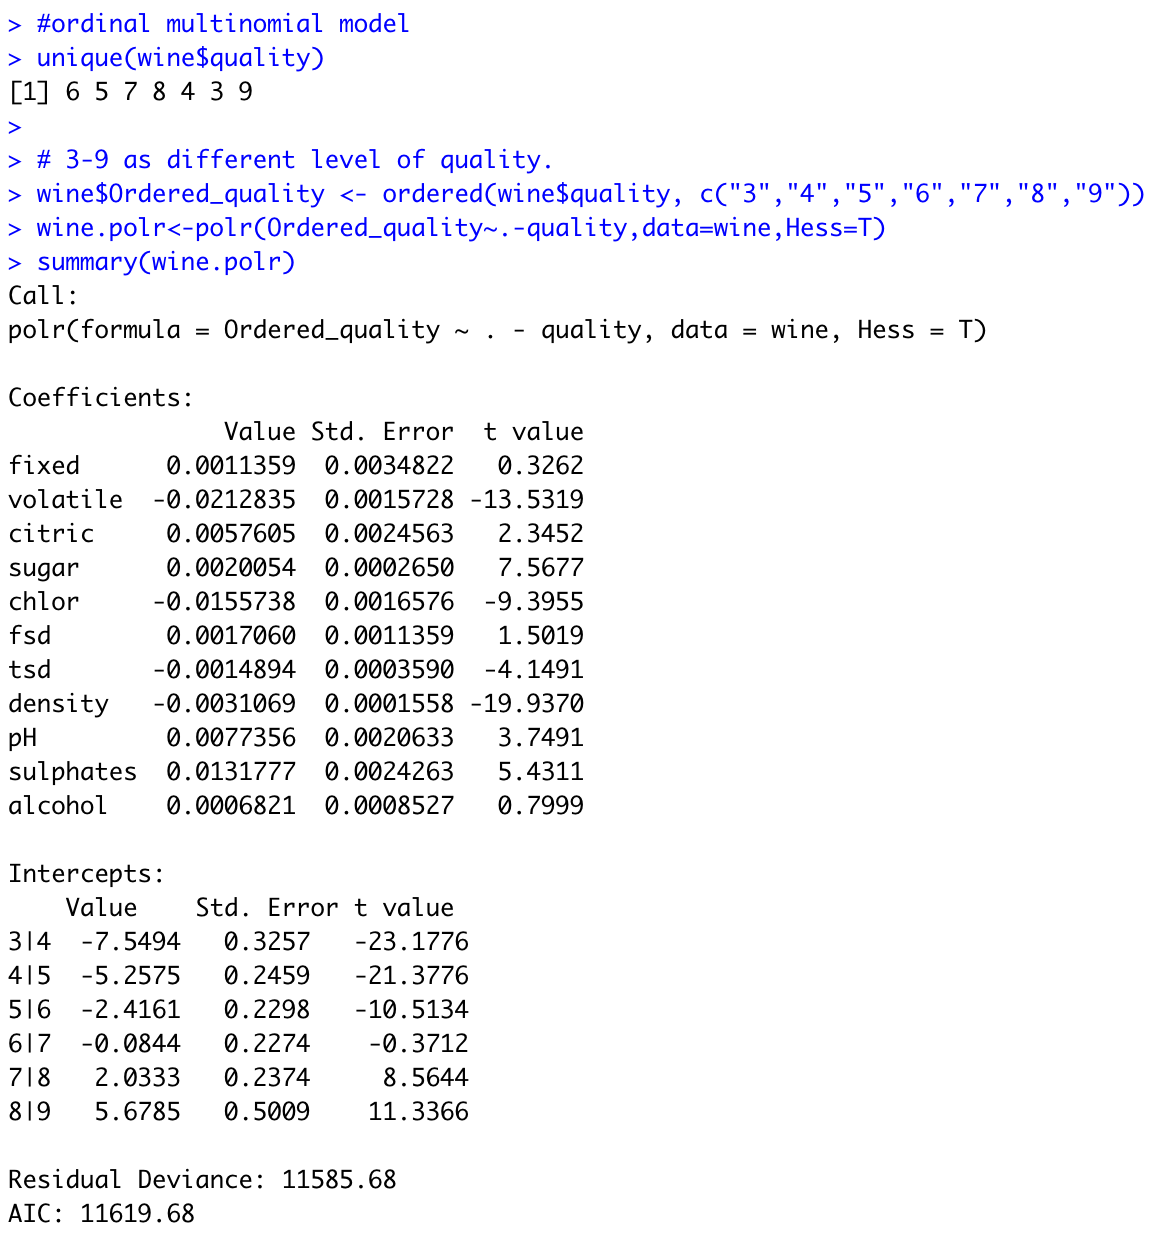 > #ordinal multinomial model
> unique(wine$quality)
[1] 6 5 7 8 4 3 9
>
> # 3-9 as different level of quality.
> wine$Ordered_quality <- ordered(wine$quality, c("3","4","5","6","7","8","9"))
> wine.polr<-polr(Ordered_quality~.-quality,data=wine,Hess=T)
> summary(wine.polr)
Call:
polr(formula = Ordered_quality ~ . - quality, data = wine, Hess = T)

Coefficients:
               Value Std. Error  t value
fixed      0.0011359  0.0034822   0.3262
volatile  -0.0212835  0.0015728 -13.5319
citric     0.0057605  0.0024563   2.3452
sugar      0.0020054  0.0002650   7.5677
chlor     -0.0155738  0.0016576  -9.3955
fsd        0.0017060  0.0011359   1.5019
tsd       -0.0014894  0.0003590  -4.1491
density   -0.0031069  0.0001558 -19.9370
pH         0.0077356  0.0020633   3.7491
sulphates  0.0131777  0.0024263   5.4311
alcohol    0.0006821  0.0008527   0.7999

Intercepts:
    Value    Std. Error t value
3|4  -7.5494   0.3257   -23.1776
4|5  -5.2575   0.2459   -21.3776
5|6  -2.4161   0.2298   -10.5134
6|7  -0.0844   0.2274    -0.3712
7|8   2.0333   0.2374     8.5644
8|9   5.6785   0.5009    11.3366

Residual Deviance: 11585.68
AIC: 11619.68